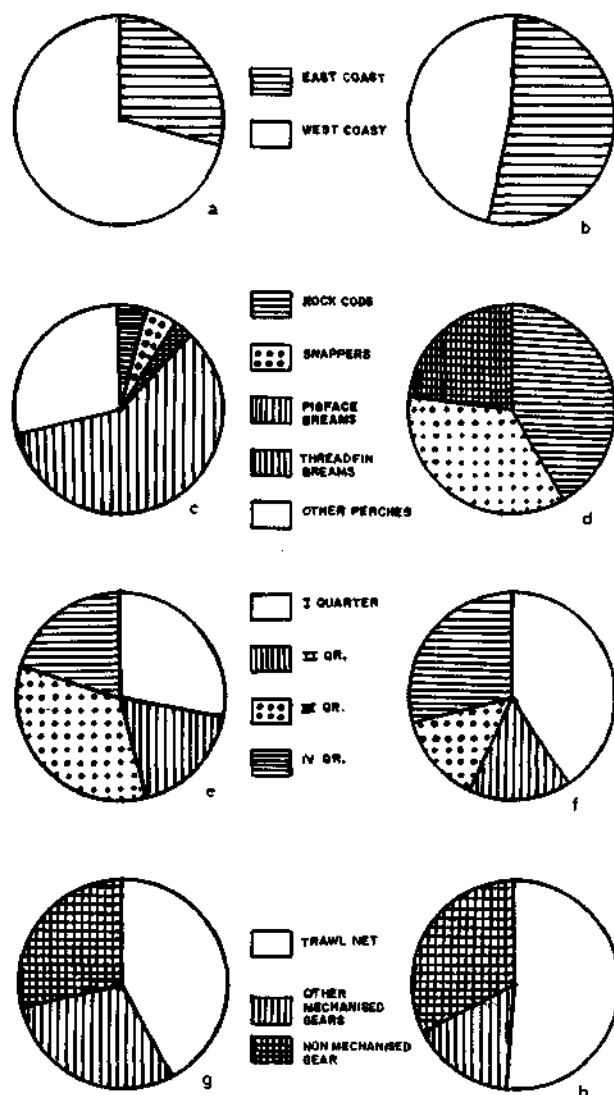 EAST COAST
WEST COAST
a
b
ROCK CODS
SNAPPERS
PIGFACE
BREAMS
THREADFIN
BREAMS
OTHER PERCHES
c
d
I QUARTER
II QR.
III QR.
IV QR.
e
f
TRAWL NET
OTHER
MECHANISED
GEARS
NON MECHANISED
GEAR
g
h